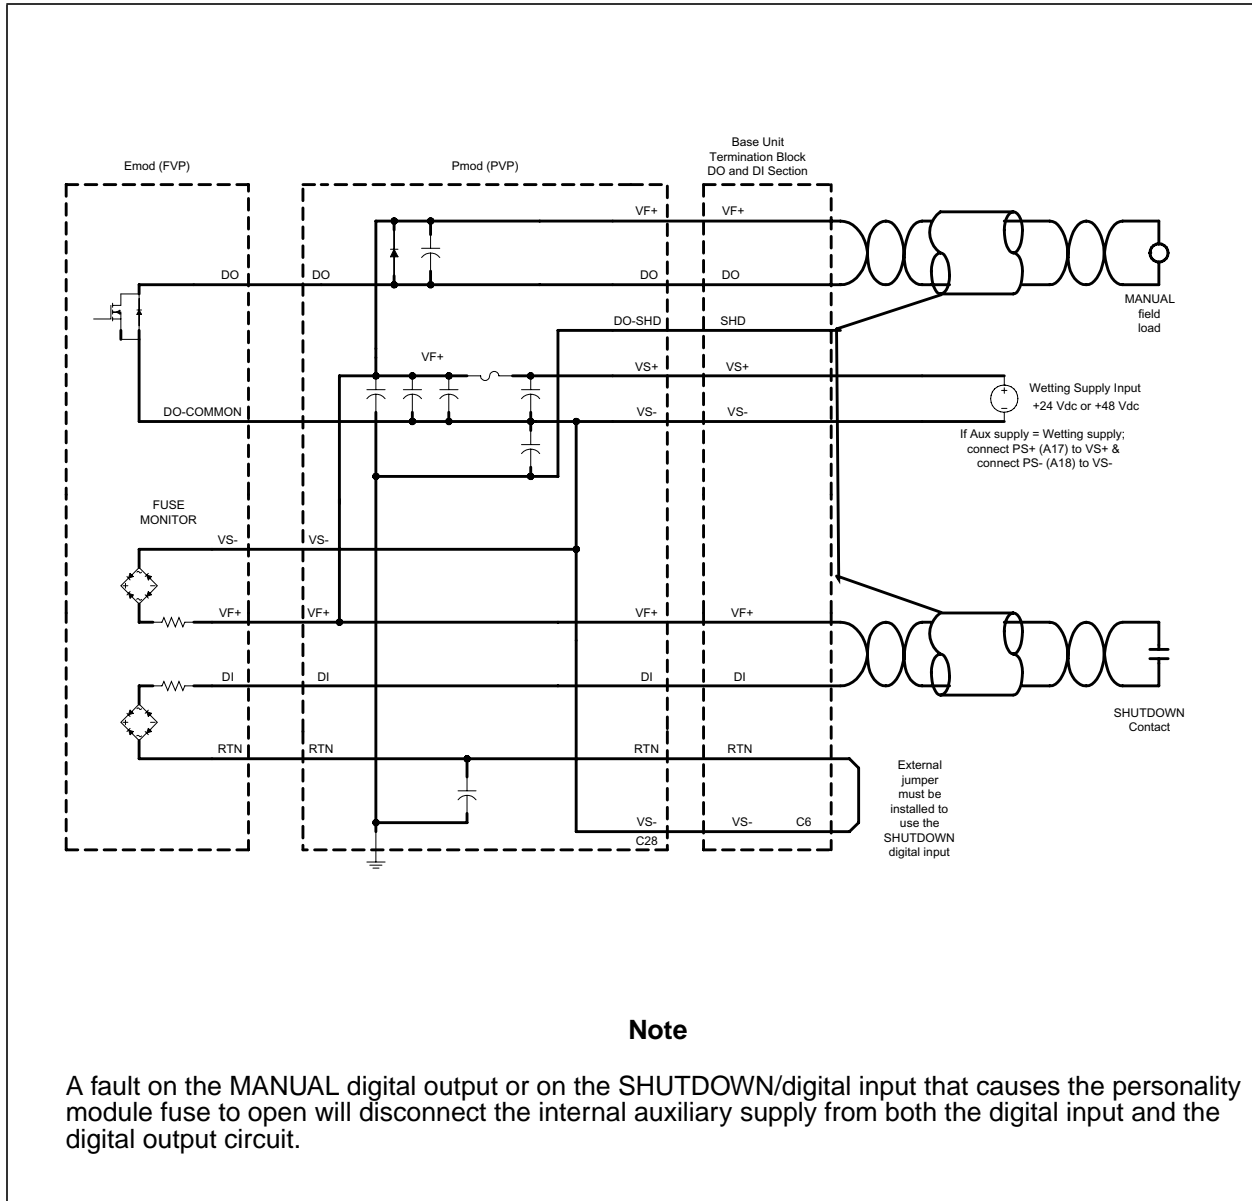 Base Unit
Termination Block
DO and DI Section
Emod (FVP)
Pmod (PVP)
VF+
VF+
DO
DO
DO
DO
MANUAL
field
load
DO-SHD
SHD
VF+
VS+
VS+
Wetting Supply Input
+24 Vdc or +48 Vdc
DO-COMMON
VS-
VS-
If Aux supply = Wetting supply;
connect PS+ (A17) to VS+ &
connect PS- (A18) to VS-
FUSE
MONITOR
VS-
VS-
VF+
VF+
VF+
VF+
DI
DI
DI
DI
SHUTDOWN
Contact
RTN
RTN
RTN
RTN
External
jumper
must be
installed to
use the
SHUTDOWN
digital input
VS-
VS-
C6
C28
Note
A fault on the MANUAL digital output or on the SHUTDOWN/digital input that causes the personality
module fuse to open will disconnect the internal auxiliary supply from both the digital input and the
digital output circuit.